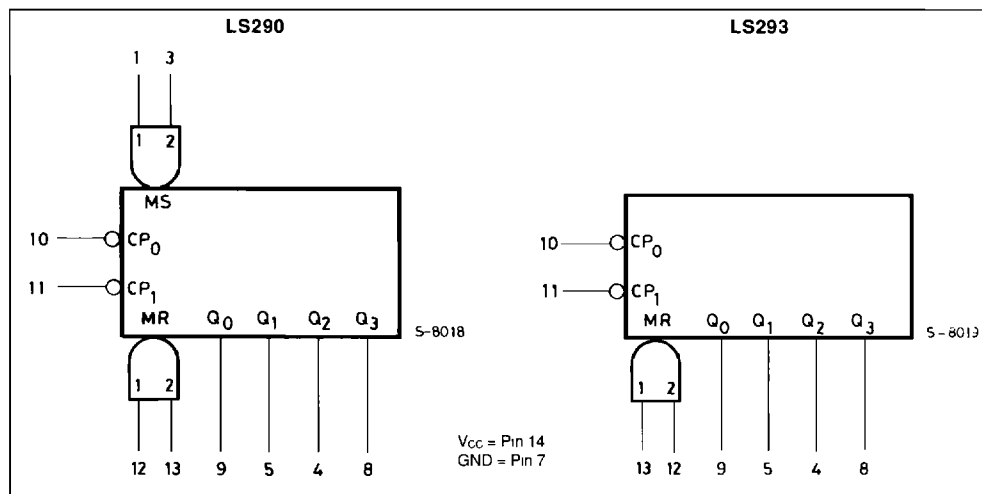 LS290
LS293
1 3
1 2
MS
10 CP0
11 CP1
MR Q0 Q1 Q2 Q3
S-8018
1 2
12 13 9 5 4 8
10 CP0
11 CP1
MR Q0 Q1 Q2 Q3
S-8019
1 2
13 12 9 5 4 8
VCC = Pin 14
GND = Pin 7